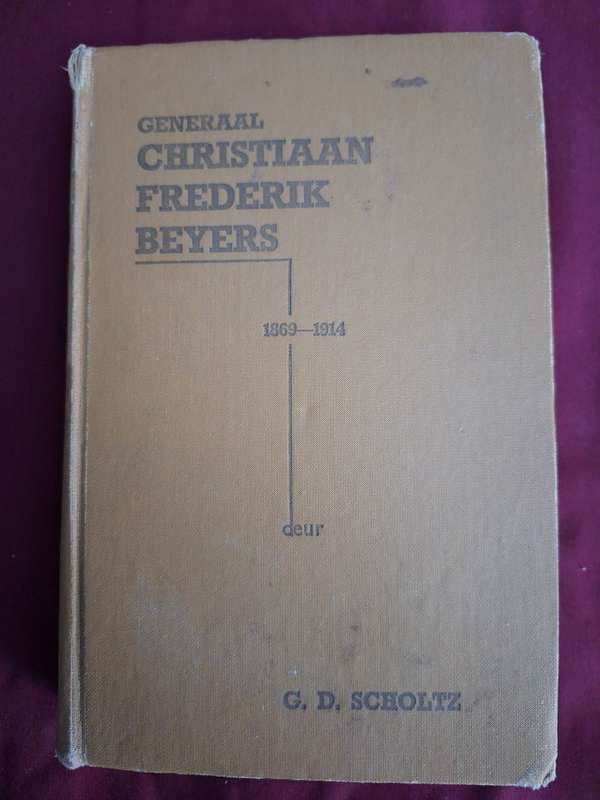 GENERAAL
CHRISTIAAN
FREDERIK
BEYERS
1869—1914
deur
G. D. SCHOLTZ